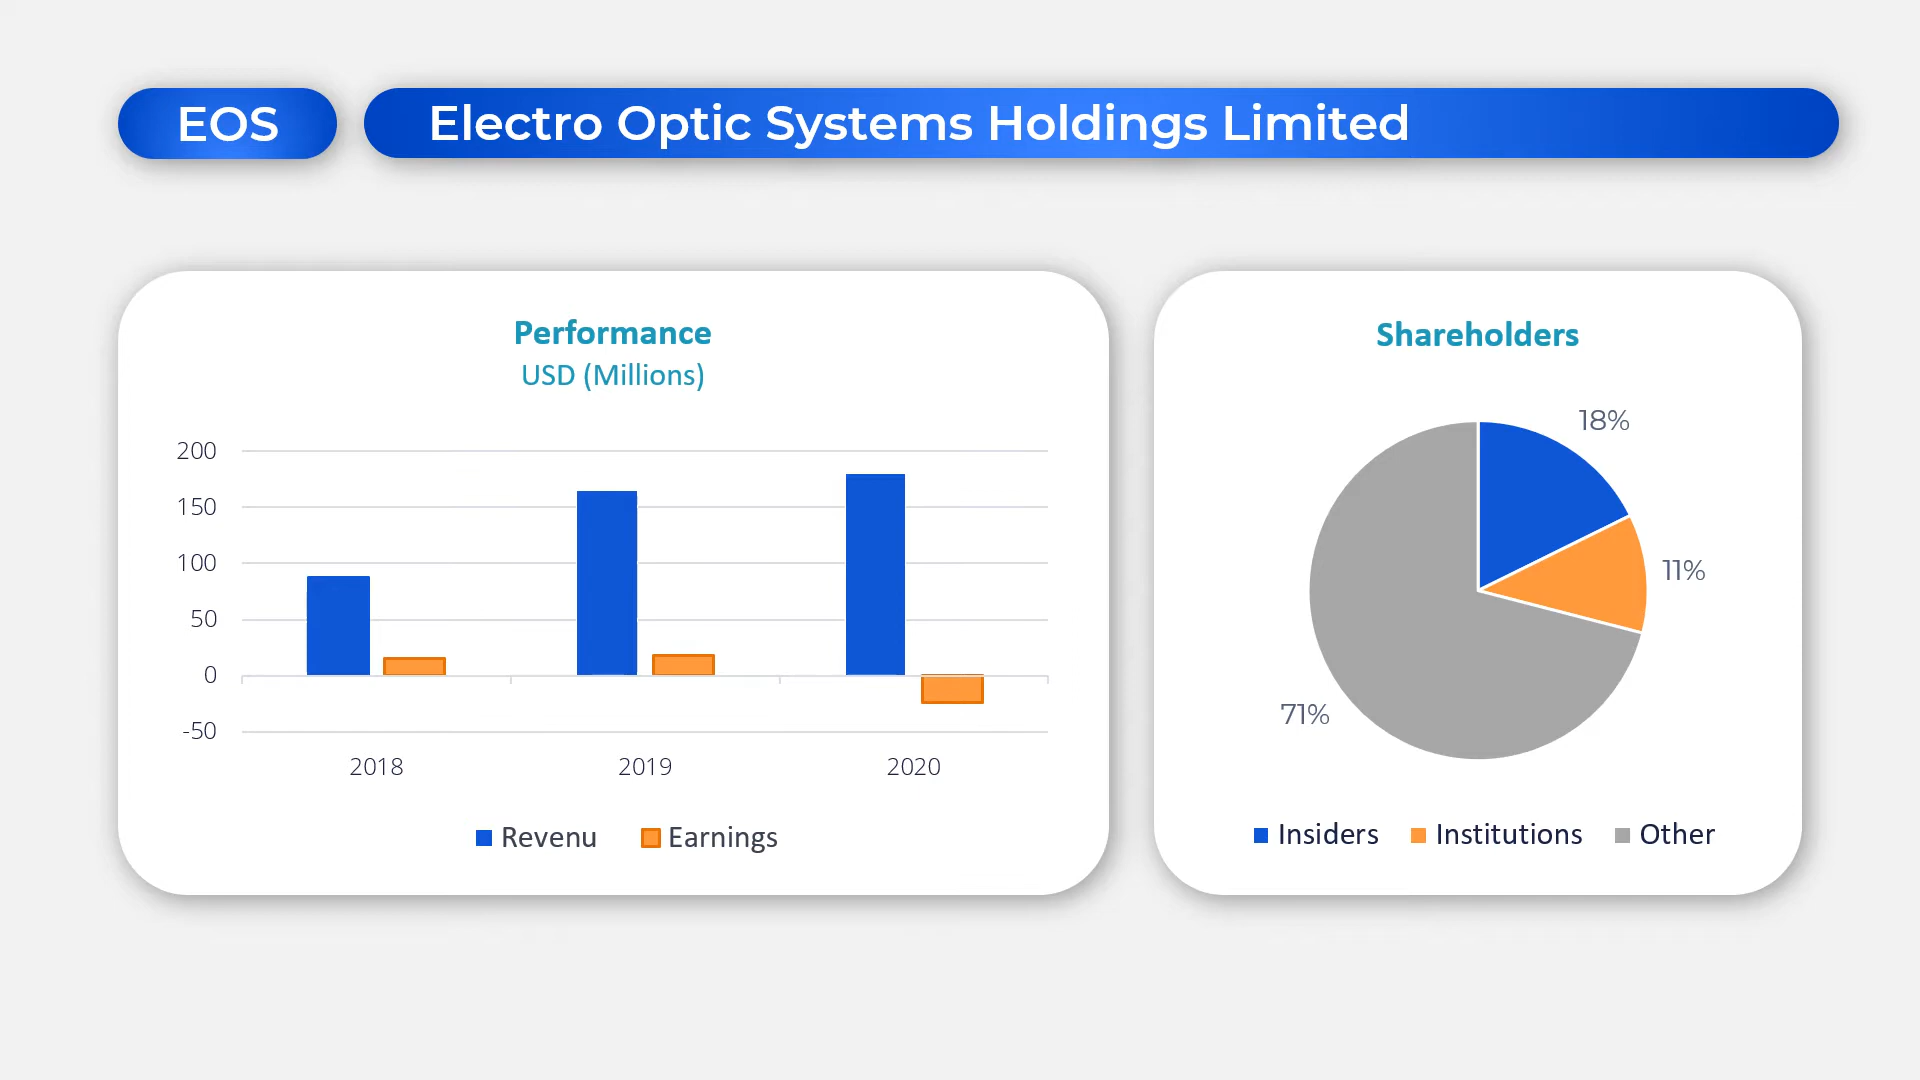 EOS
Electro Optic Systems Holdings Limited
Performance
USD (Millions)
200
150
100
50
0
-50
2018 2019 2020
Revenu Earnings
Shareholders
18%
11%
71%
Insiders Institutions Other